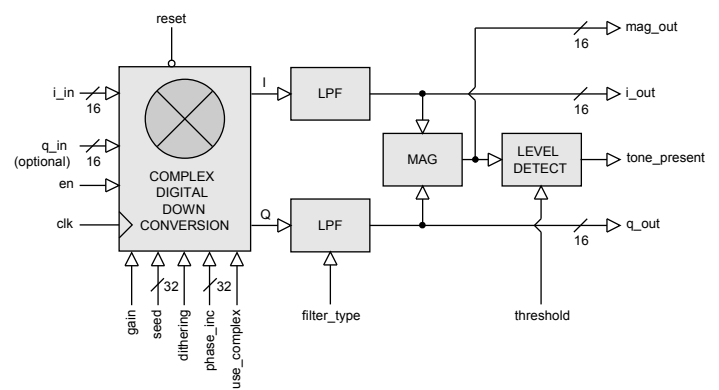 reset
mag_out
16
i_in
16
I
LPF
i_out
16
q_in
(optional)
16
COMPLEX
DIGITAL
DOWN
CONVERSION
MAG
LEVEL
DETECT
tone_present
en
clk
Q
LPF
q_out
16
32
32
gain
seed
dithering
phase_inc
use_complex
filter_type
threshold